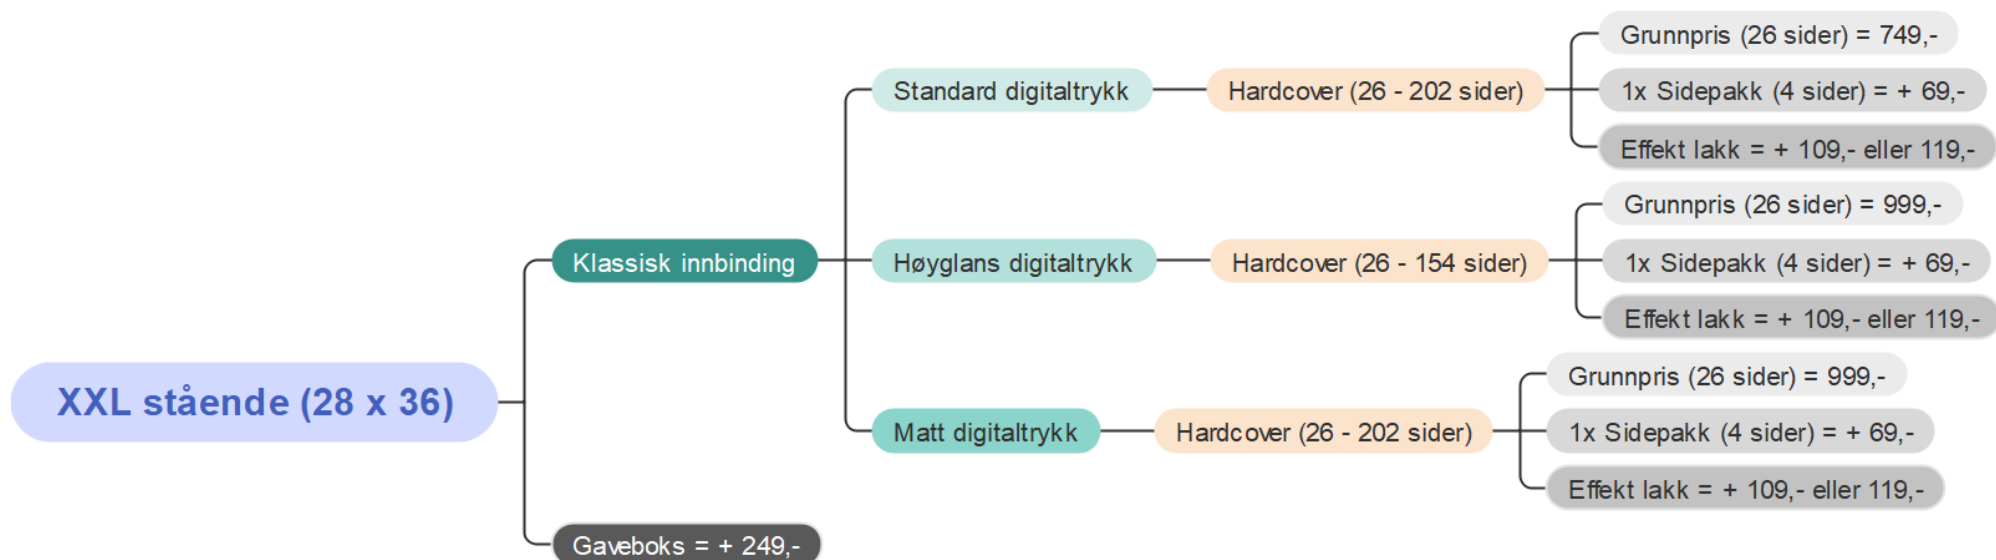 XXL stående (28 x 36)
Klassisk innbinding
Standard digitaltrykk
Hardcover (26 - 202 sider)
Grunnpris (26 sider) = 749,-
1x Sidepakk (4 sider) = + 69,-
Effekt lakk = + 109,- eller 119,-
Høyglans digitaltrykk
Hardcover (26 - 154 sider)
Grunnpris (26 sider) = 999,-
1x Sidepakk (4 sider) = + 69,-
Effekt lakk = + 109,- eller 119,-
Matt digitaltrykk
Hardcover (26 - 202 sider)
Grunnpris (26 sider) = 999,-
1x Sidepakk (4 sider) = + 69,-
Effekt lakk = + 109,- eller 119,-
Gaveboks = + 249,-